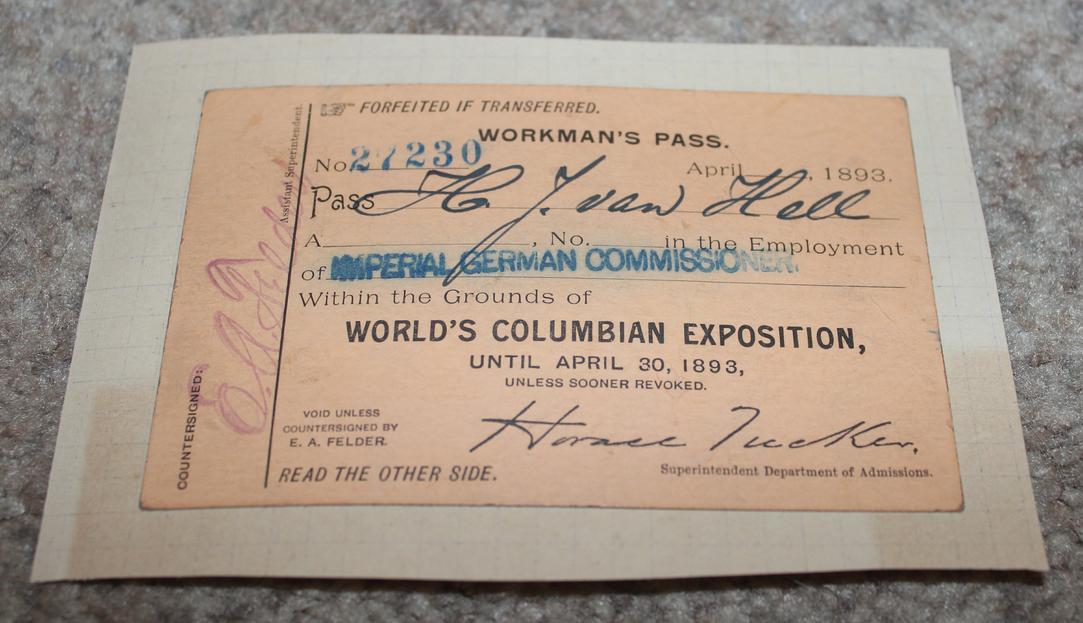 FORFEITED IF TRANSFERRED.
WORKMAN'S PASS.
No 27230 April , 1893.
Pass H. J. van Hell
A , No. in the Employment
of IMPERIAL GERMAN COMMISSIONER.
Within the Grounds of
WORLD'S COLUMBIAN EXPOSITION,
UNTIL APRIL 30, 1893,
UNLESS SOONER REVOKED.
VOID UNLESS
COUNTERSIGNED BY
E. A. FELDER.
Horace Tucker.
Superintendent Department of Admissions.
READ THE OTHER SIDE.
COUNTERSIGNED:
Assistant Superintendent.